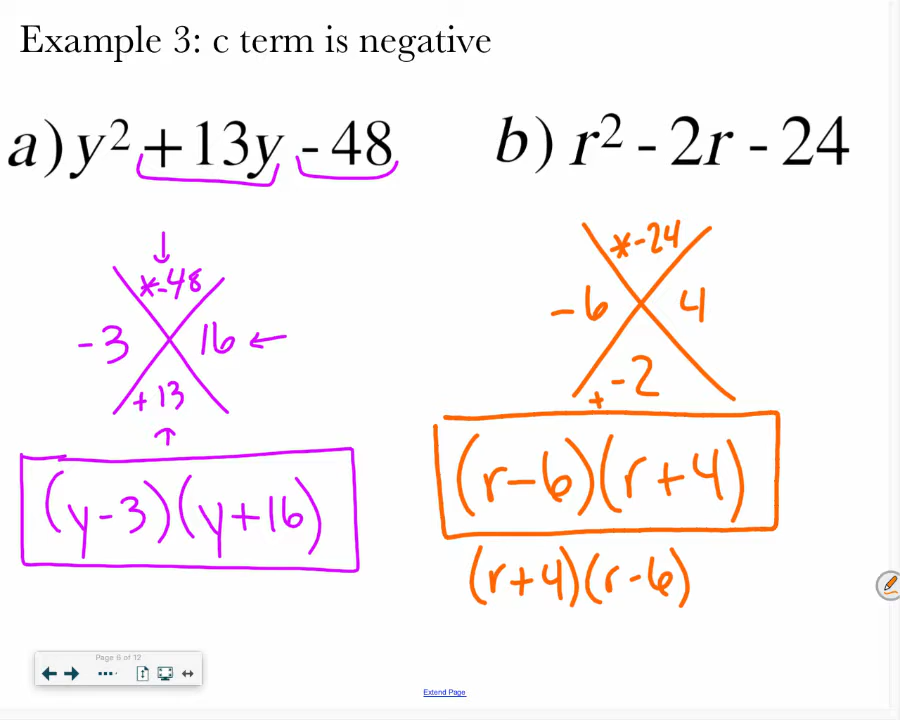 Example 3: c term is negative
a) y² +13y - 48
b) r² - 2r - 24
↓
*-48
-3 16 ←
+13
↑
(y-3)(y+16)
*-24
-6 4
+ -2
(r-6)(r+4)
(r+4)(r-6)
Page 6 of 12
Extend Page